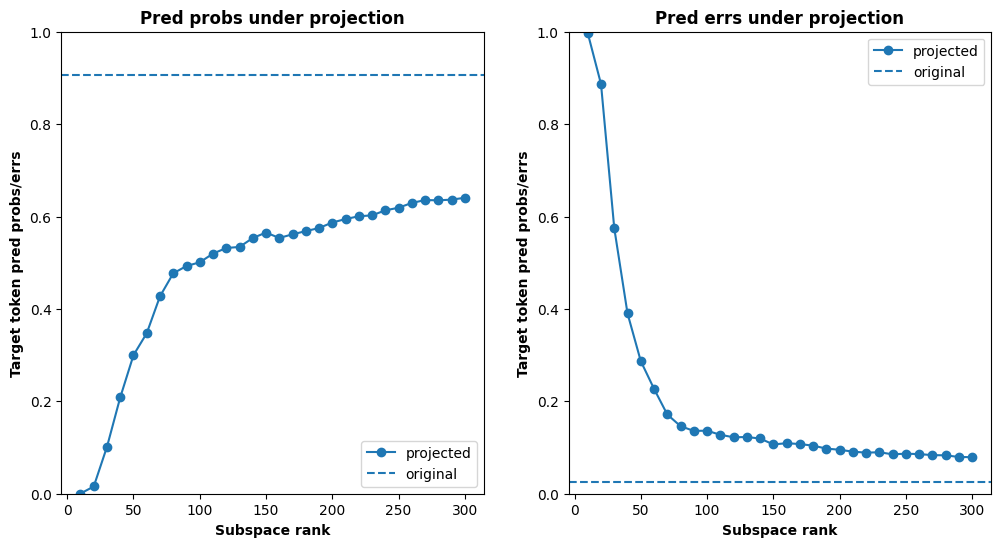 Pred probs under projection
Target token pred probs/errs
1.0
0.8
0.6
0.4
0.2
0.0
0 50 100 150 200 250 300
Subspace rank
projected
original
Pred errs under projection
Target token pred probs/errs
1.0
0.8
0.6
0.4
0.2
0.0
0 50 100 150 200 250 300
Subspace rank
projected
original